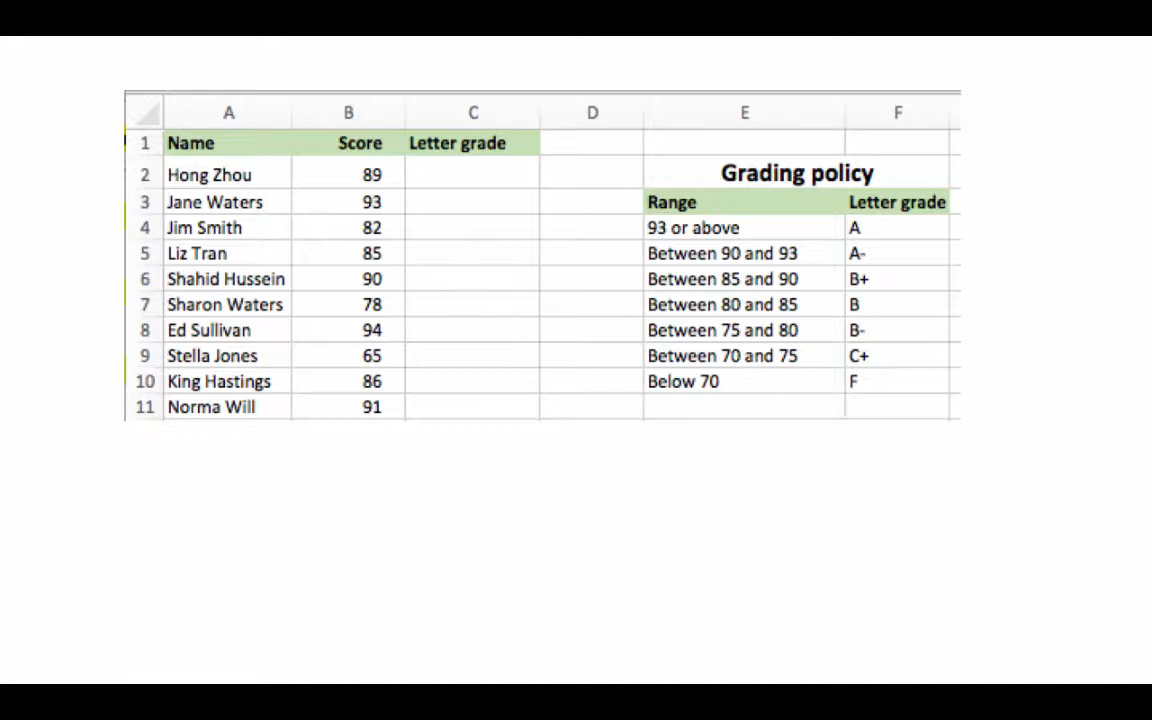 A B C D E F
1 Name Score Letter grade
2 Hong Zhou 89 Grading policy
3 Jane Waters 93 Range Letter grade
4 Jim Smith 82 93 or above A
5 Liz Tran 85 Between 90 and 93 A-
6 Shahid Hussein 90 Between 85 and 90 B+
7 Sharon Waters 78 Between 80 and 85 B
8 Ed Sullivan 94 Between 75 and 80 B-
9 Stella Jones 65 Between 70 and 75 C+
10 King Hastings 86 Below 70 F
11 Norma Will 91